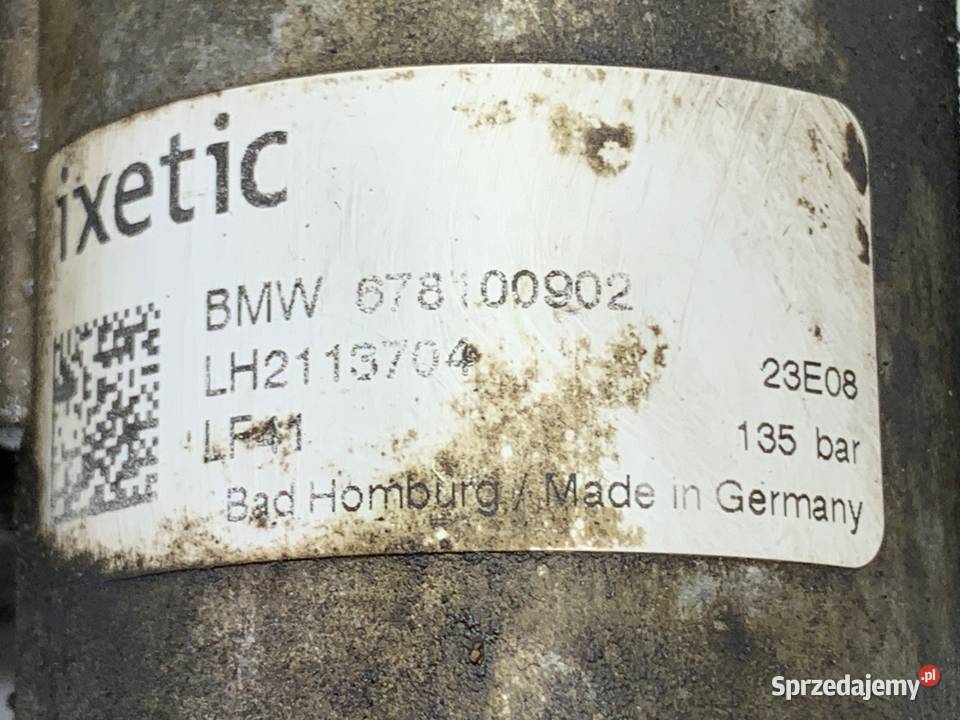 ixetic
BMW 678100902
LH2113704
23E08
LF41
135 bar
Bad Homburg / Made in Germany
Sprzedajemy.pl